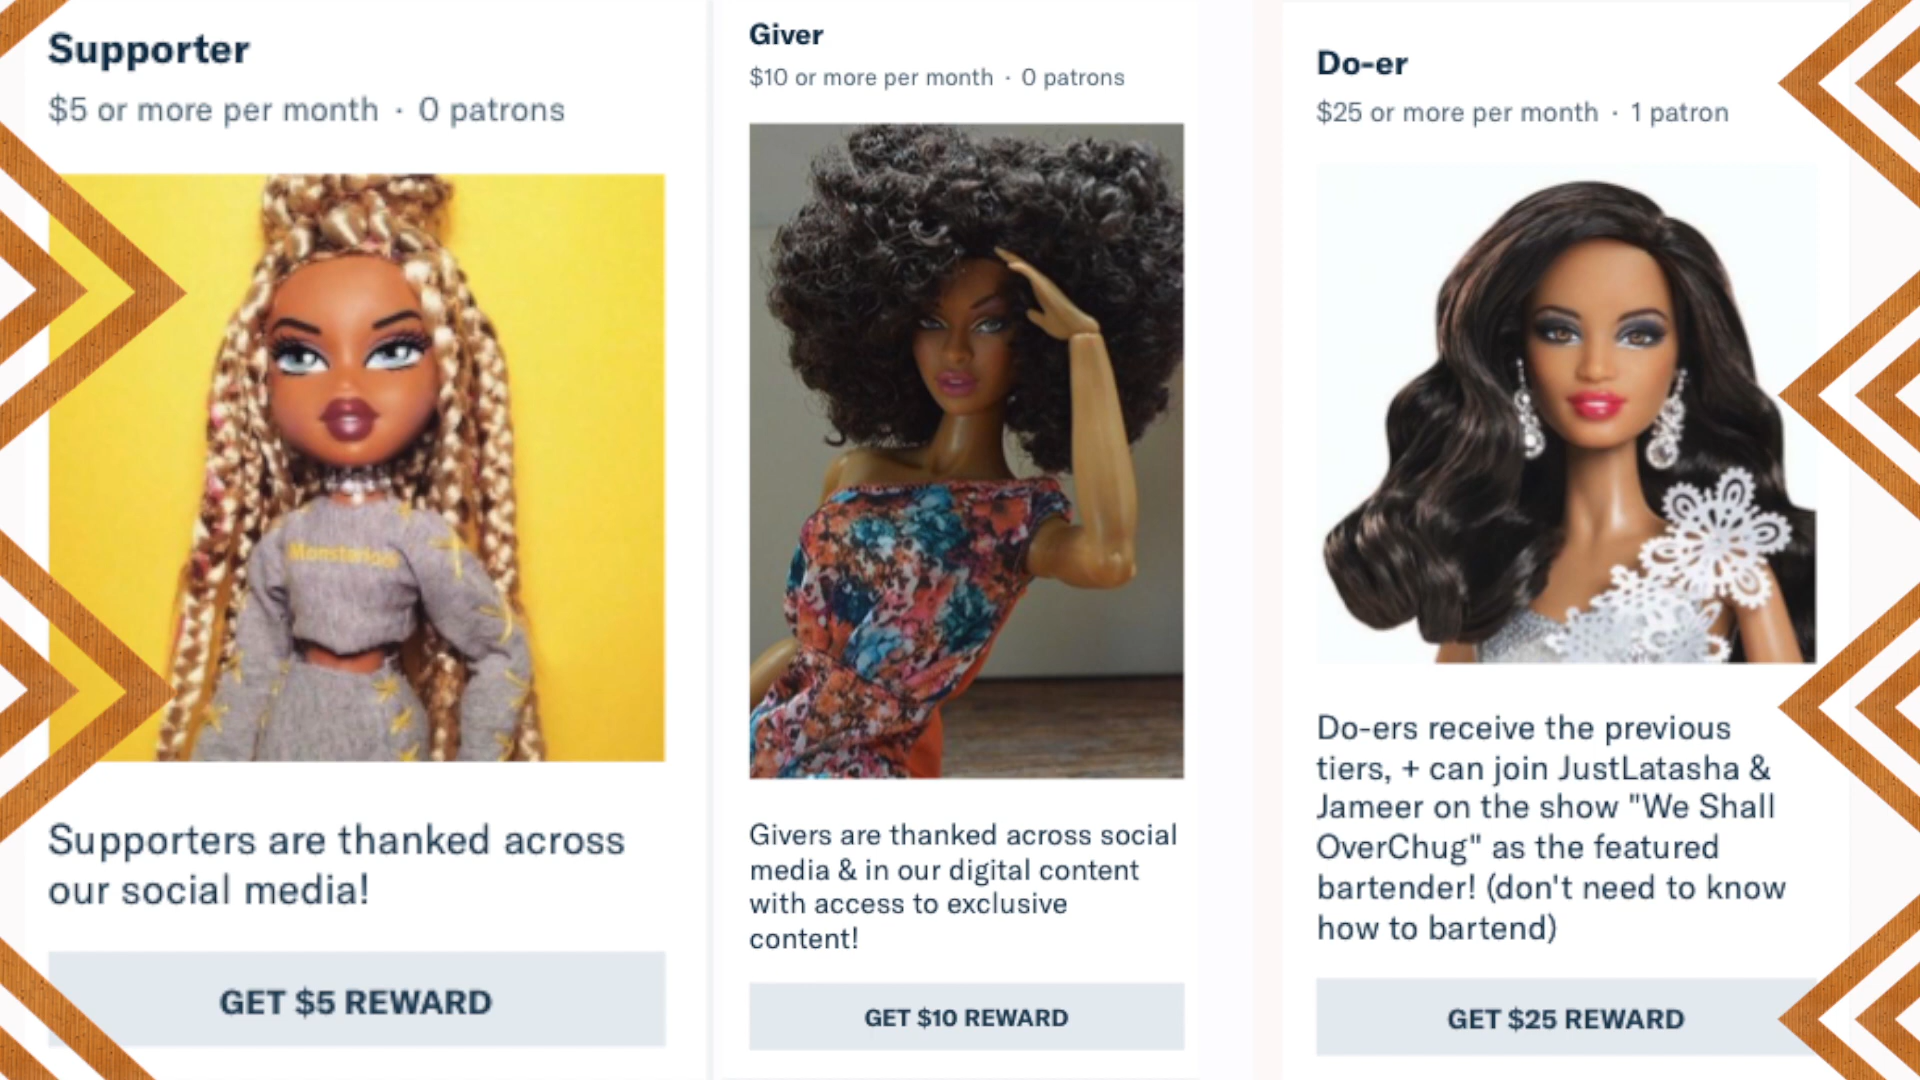 Supporter
$5 or more per month · 0 patrons
Supporters are thanked across
our social media!
GET $5 REWARD
Giver
$10 or more per month · 0 patrons
Givers are thanked across social
media & in our digital content
with access to exclusive
content!
GET $10 REWARD
Do-er
$25 or more per month · 1 patron
Do-ers receive the previous
tiers, + can join JustLatasha &
Jameer on the show "We Shall
OverChug" as the featured
bartender! (don't need to know
how to bartend)
GET $25 REWARD